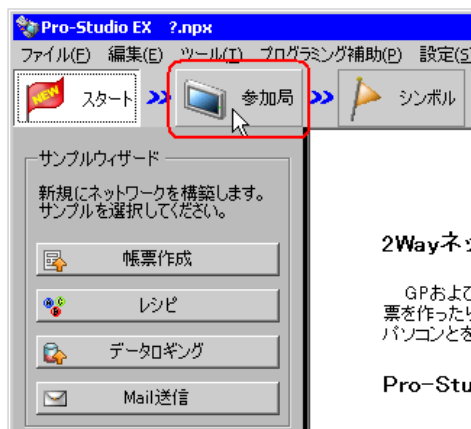 Pro-Studio EX ?.npx
ファイル(F) 編集(E) ツール(T) プログラミング補助(P) 設定(S
NEW スタート 参加局 シンボル
サンプルウィザード
新規にネットワークを構築します。
サンプルを選択してください。
帳票作成
レシピ
データロギング
Mail送信
2Wayネッ
GPおよび
票を作ったり
パソコンとを
Pro-Stu